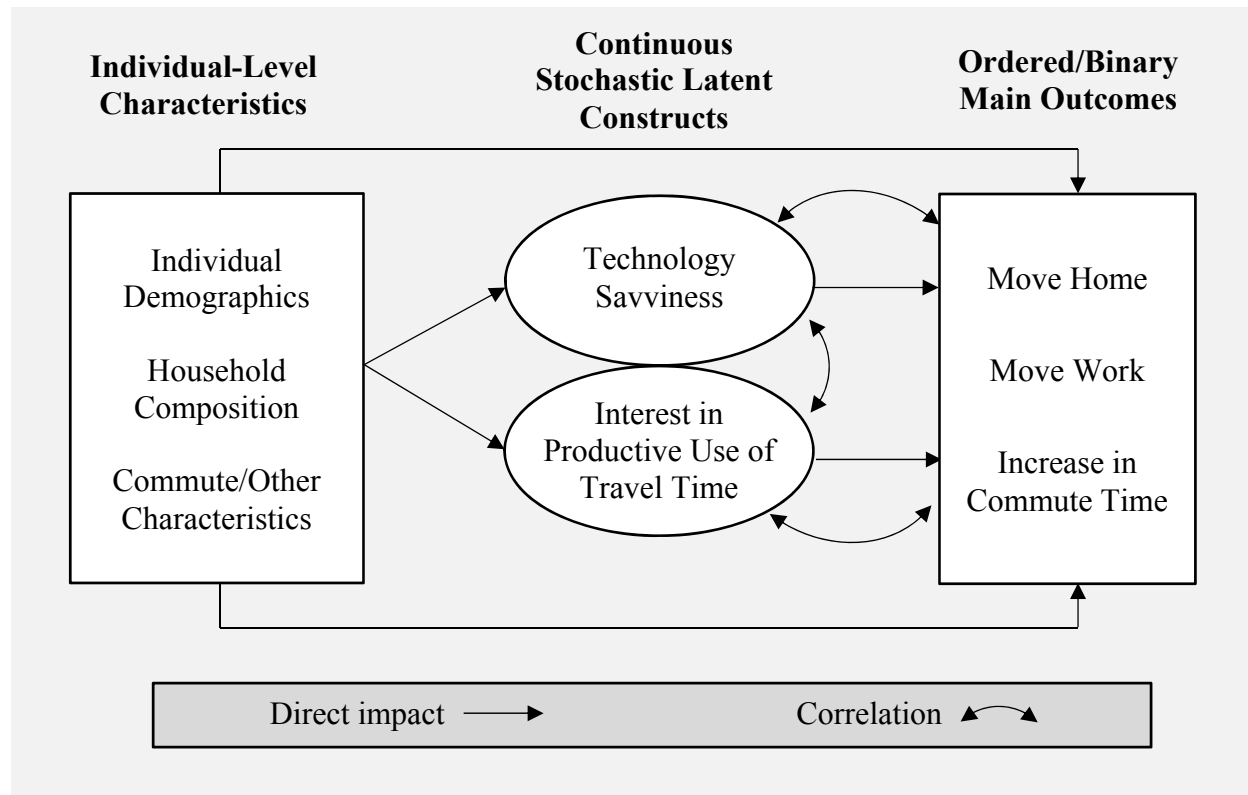 Individual-Level
Characteristics
Continuous
Stochastic Latent
Constructs
Ordered/Binary
Main Outcomes
Individual
Demographics
Household
Composition
Commute/Other
Characteristics
Technology
Savviness
Interest in
Productive Use of
Travel Time
Move Home
Move Work
Increase in
Commute Time
Direct impact
Correlation